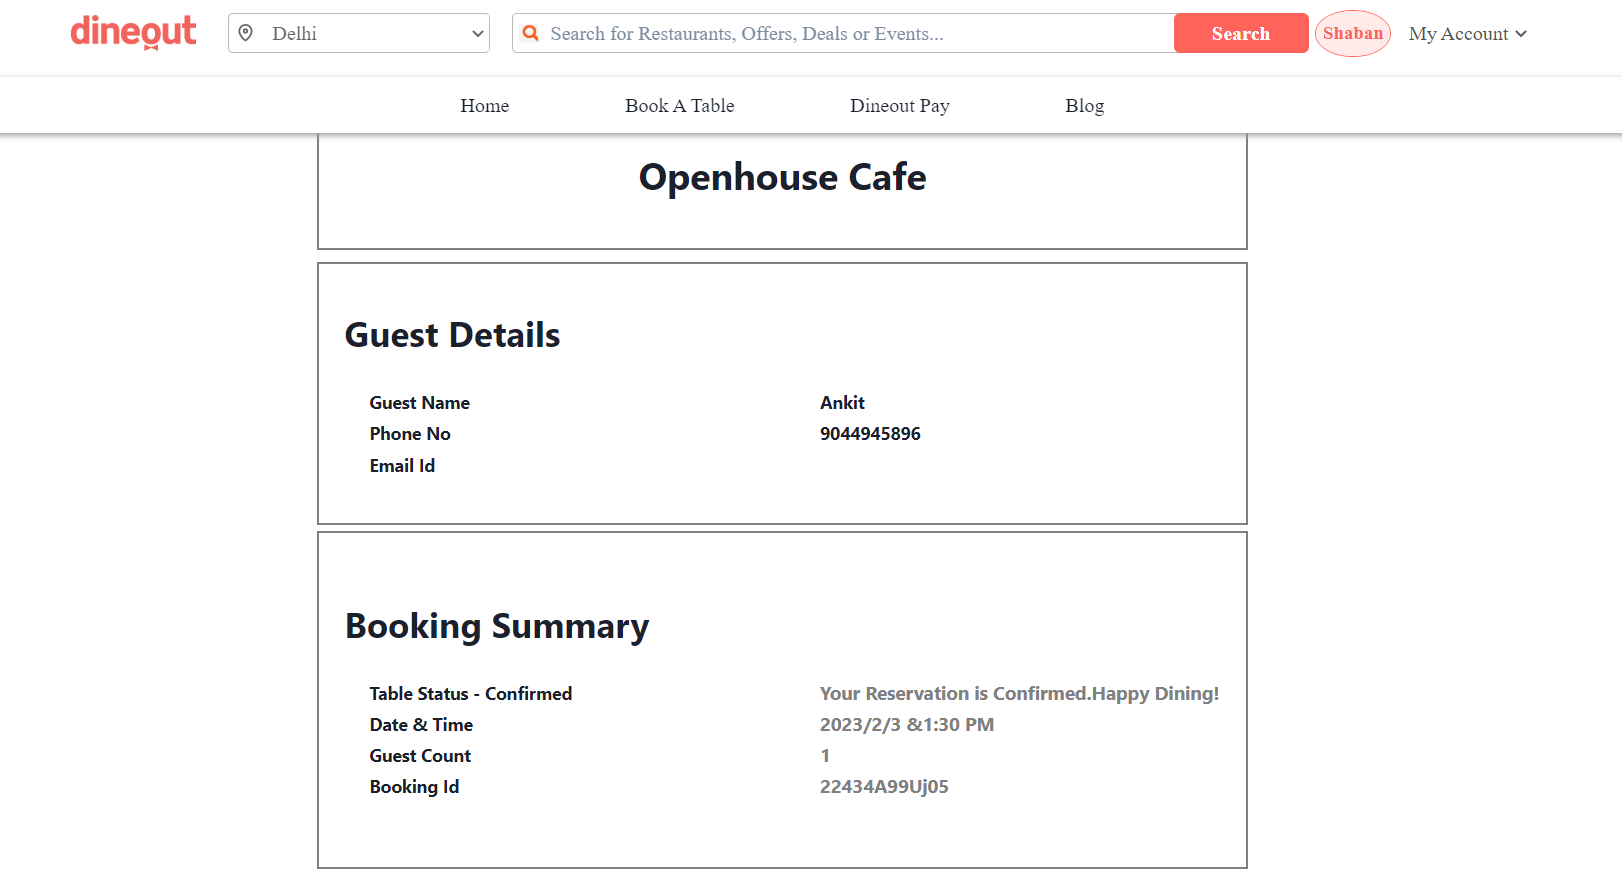 dineout Delhi Search for Restaurants, Offers, Deals or Events... Search Shaban My Account
Home Book A Table Dineout Pay Blog
Openhouse Cafe
Guest Details
Guest Name Ankit
Phone No 9044945896
Email Id
Booking Summary
Table Status - Confirmed Your Reservation is Confirmed.Happy Dining!
Date & Time 2023/2/3 &1:30 PM
Guest Count 1
Booking Id 22434A99Uj05